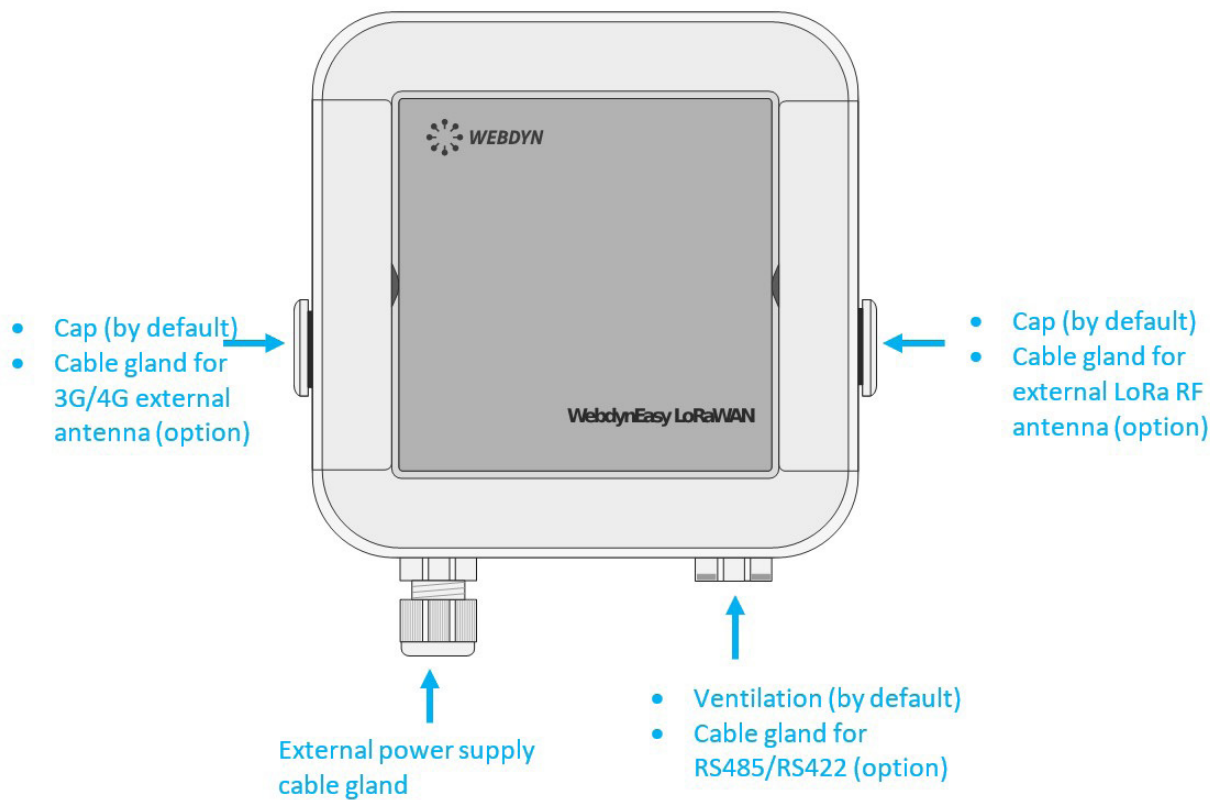 WEBDYN
WebdynEasy LoRaWAN
• Cap (by default)
• Cable gland for
3G/4G external
antenna (option)
• Cap (by default)
• Cable gland for
external LoRa RF
antenna (option)
External power supply
cable gland
• Ventilation (by default)
• Cable gland for
RS485/RS422 (option)